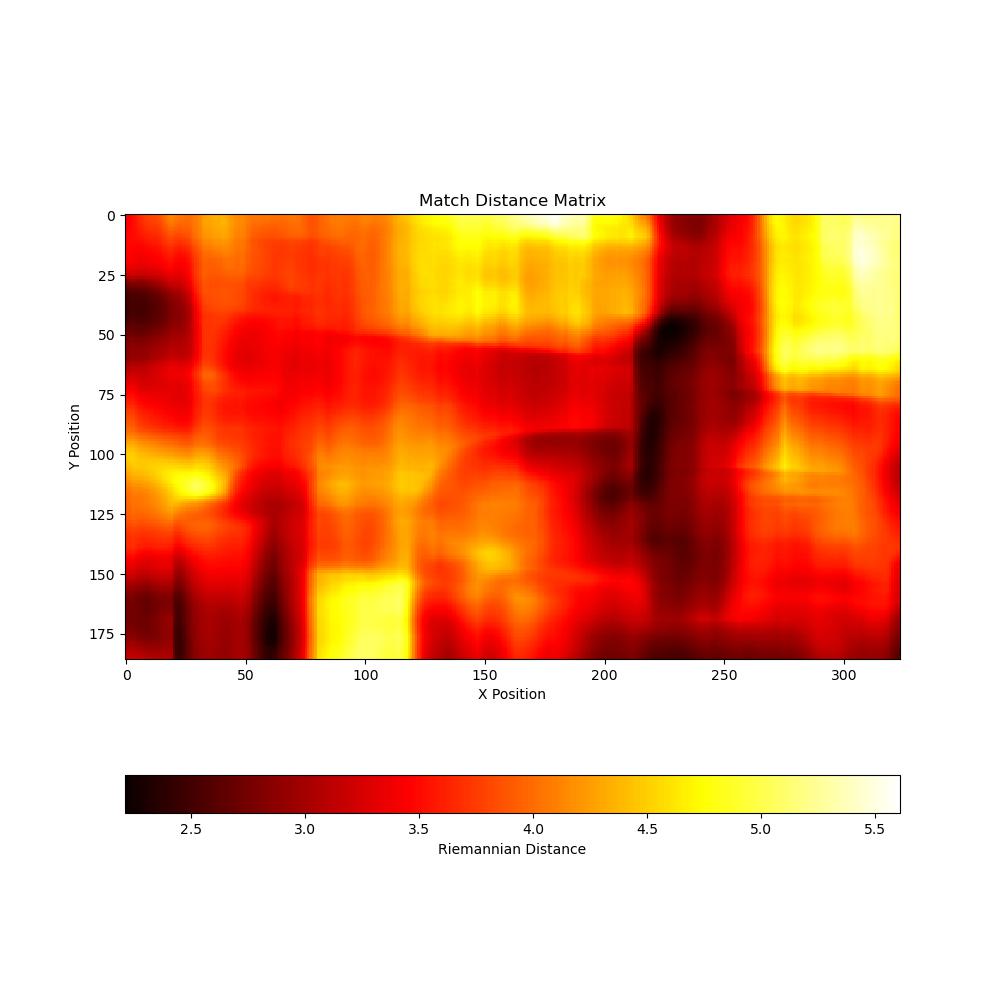 Match Distance Matrix
0
25
50
75
100
125
150
175
Y Position
0 50 100 150 200 250 300
X Position
2.5 3.0 3.5 4.0 4.5 5.0 5.5
Riemannian Distance